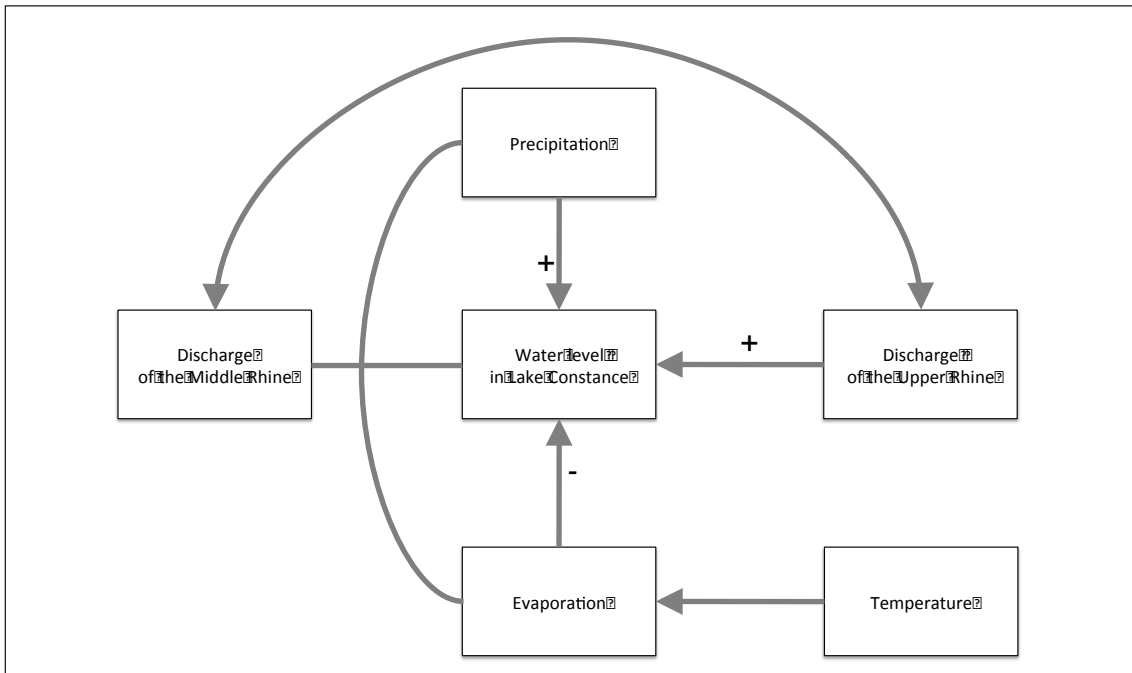 Precipitation
+
Discharge
of the Middle Rhine
Water level
in Lake Constance
+
Discharge
of the Upper Rhine
-
Evaporation
Temperature